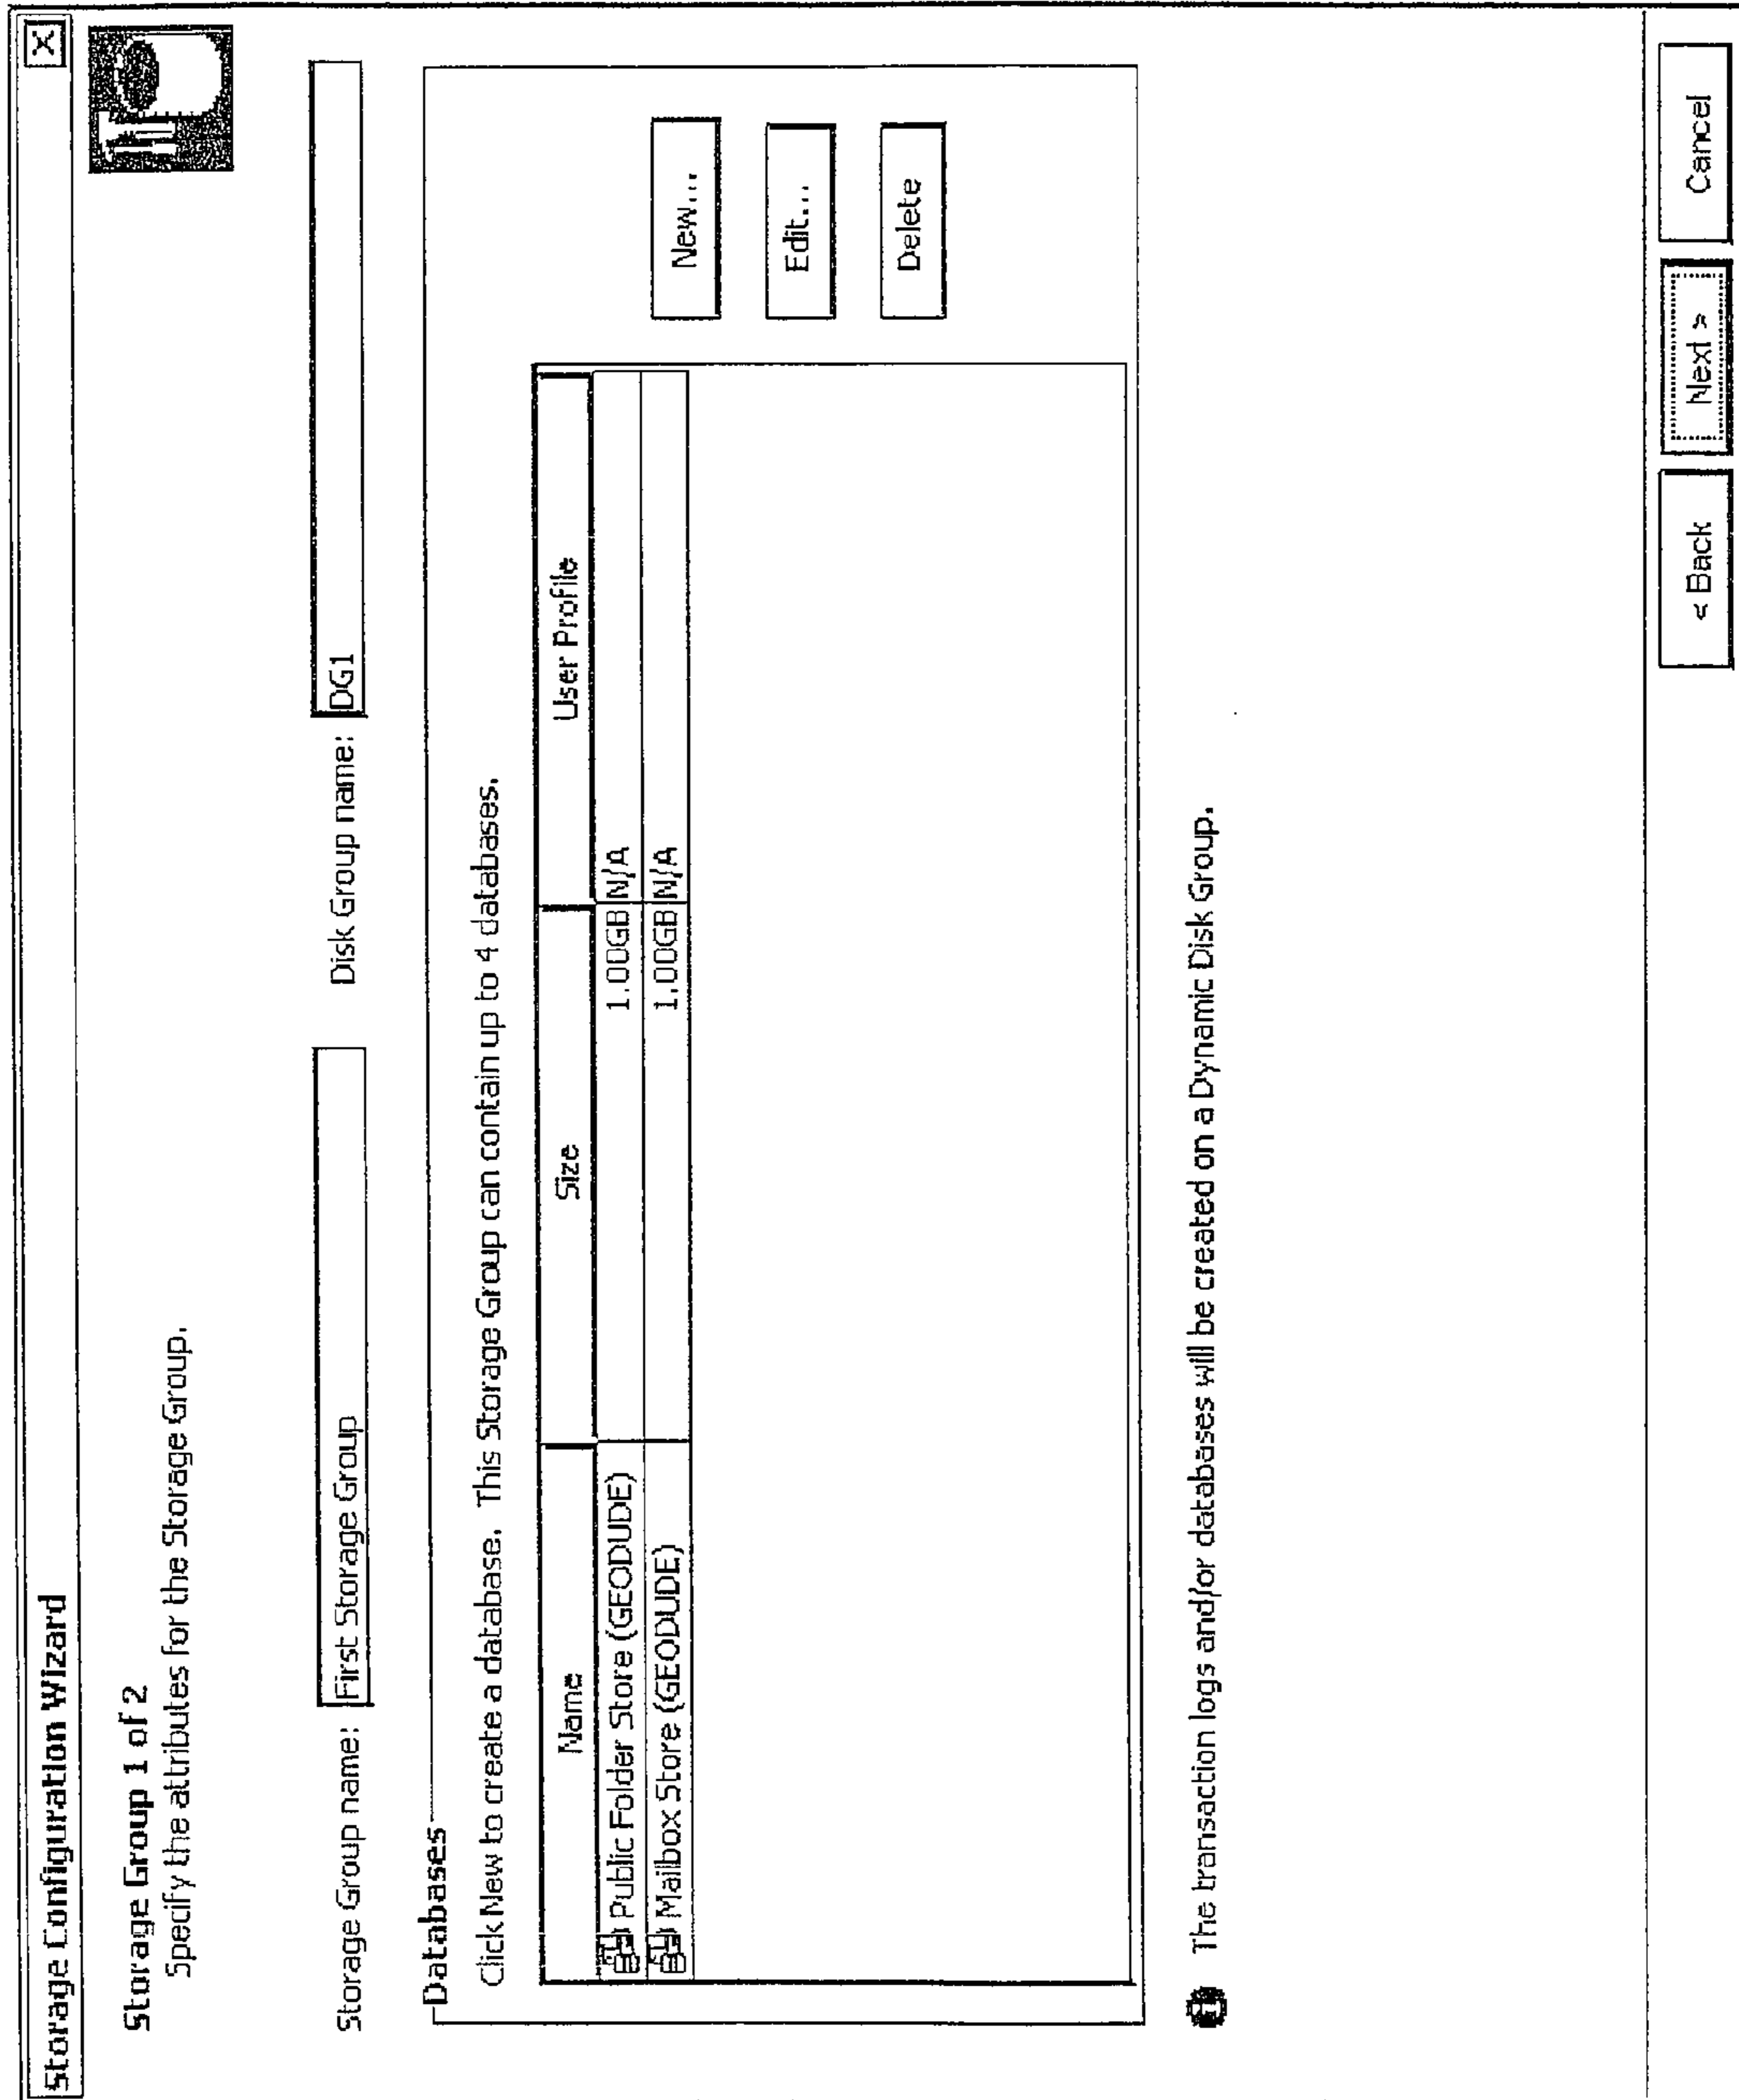 Storage Configuration Wizard
X
Storage Group 1 of 2
Specify the attributes for the Storage Group.
Storage Group name: First Storage Group Disk Group name: DG1
Databases
Click New to create a database. This Storage Group can contain up to 4 databases.
Name Size User Profile
Public Folder Store (GEODUDE) 1.00GB N/A
Mailbox Store (GEODUDE) 1.00GB N/A
New...
Edit...
Delete
The transaction logs and/or databases will be created on a Dynamic Disk Group.
< Back Next > Cancel